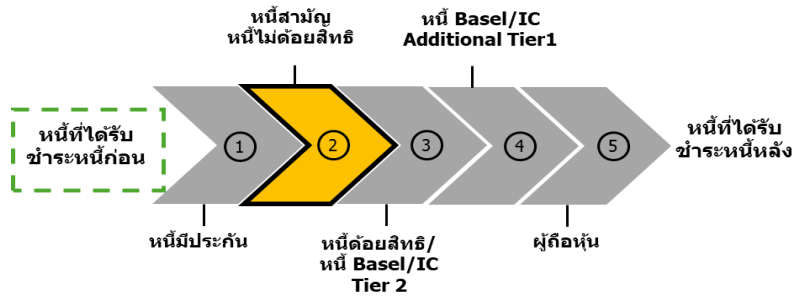 หนี้สามัญ
หนี้ไม่ด้อยสิทธิ
หนี้ Basel/IC
Additional Tier1
หนี้ที่ได้รับ
ชำระหนี้ก่อน
1
2
3
4
5
หนี้ที่ได้รับ
ชำระหนี้หลัง
หนี้มีประกัน
หนี้ด้อยสิทธิ/
หนี้ Basel/IC
Tier 2
ผู้ถือหุ้น